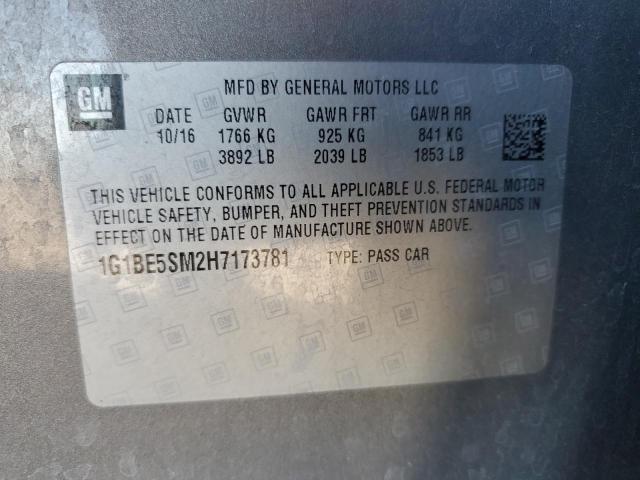 GM
MFD BY GENERAL MOTORS LLC
DATE GVWR GAWR FRT GAWR RR
10/16 1766 KG 925 KG 841 KG
3892 LB 2039 LB 1853 LB
THIS VEHICLE CONFORMS TO ALL APPLICABLE U.S. FEDERAL MOTOR
VEHICLE SAFETY, BUMPER, AND THEFT PREVENTION STANDARDS IN
EFFECT ON THE DATE OF MANUFACTURE SHOWN ABOVE.
1G1BE5SM2H7173781 TYPE: PASS CAR